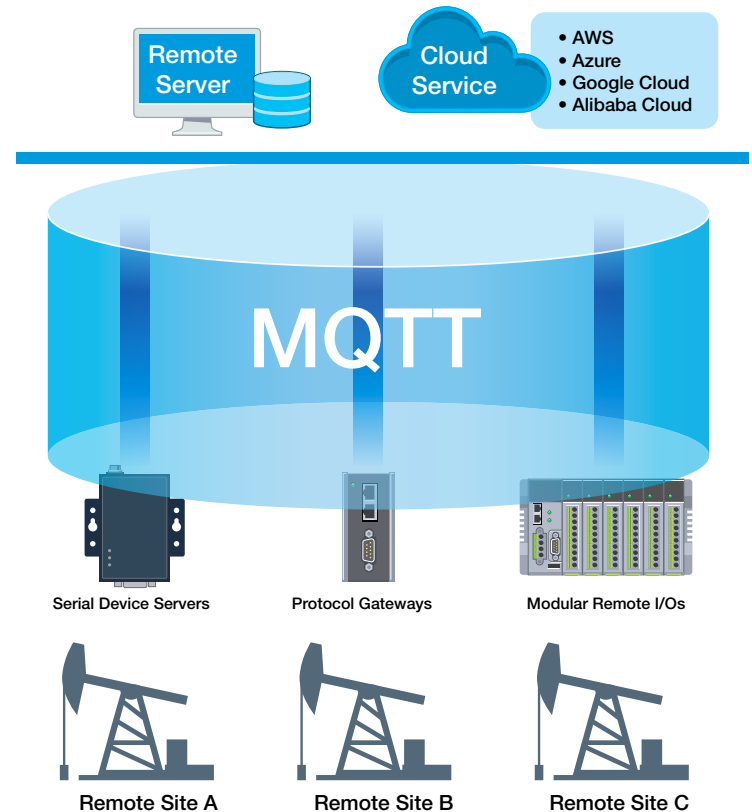 Remote
Server
Cloud
Service
• AWS
• Azure
• Google Cloud
• Alibaba Cloud
MQTT
Serial Device Servers
Protocol Gateways
Modular Remote I/Os
Remote Site A
Remote Site B
Remote Site C